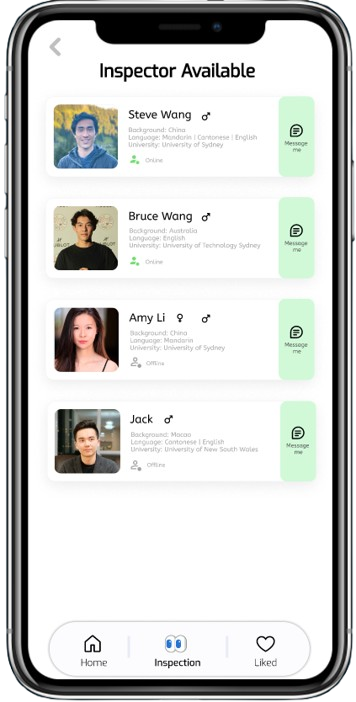 Inspector Available
Steve Wang ♂
Background: China
Language: Mandarin | Cantonese | English
University: University of Sydney
Online
Message
me
Bruce Wang ♂
Background: Australia
Language: English
University: University of Technology Sydney
Online
Message
me
Amy Li ♀ ♂
Background: China
Language: Mandarin
University: University of Sydney
Offline
Message
me
Jack ♂
Background: Macao
Language: Cantonese | English
University: University of New South Wales
Offline
Message
me
Home
Inspection
Liked